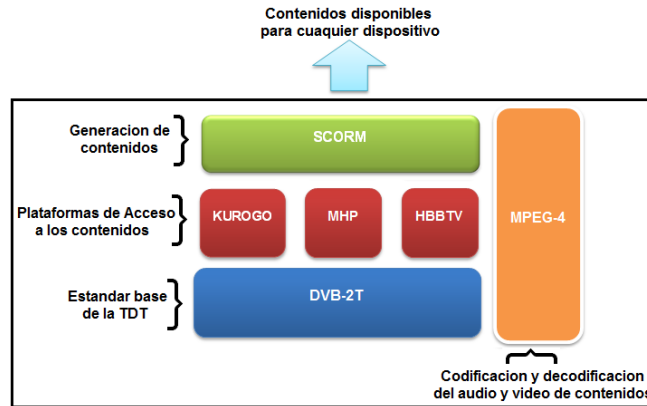 Contenidos disponibles
para cuaquier dispositivo
Generacion de
contenidos
SCORM
Plataformas de Acceso
a los contenidos
KUROGO
MHP
HBBTV
MPEG-4
Estandar base
de la TDT
DVB-2T
Codificacion y decodificacion
del audio y video de contenidos